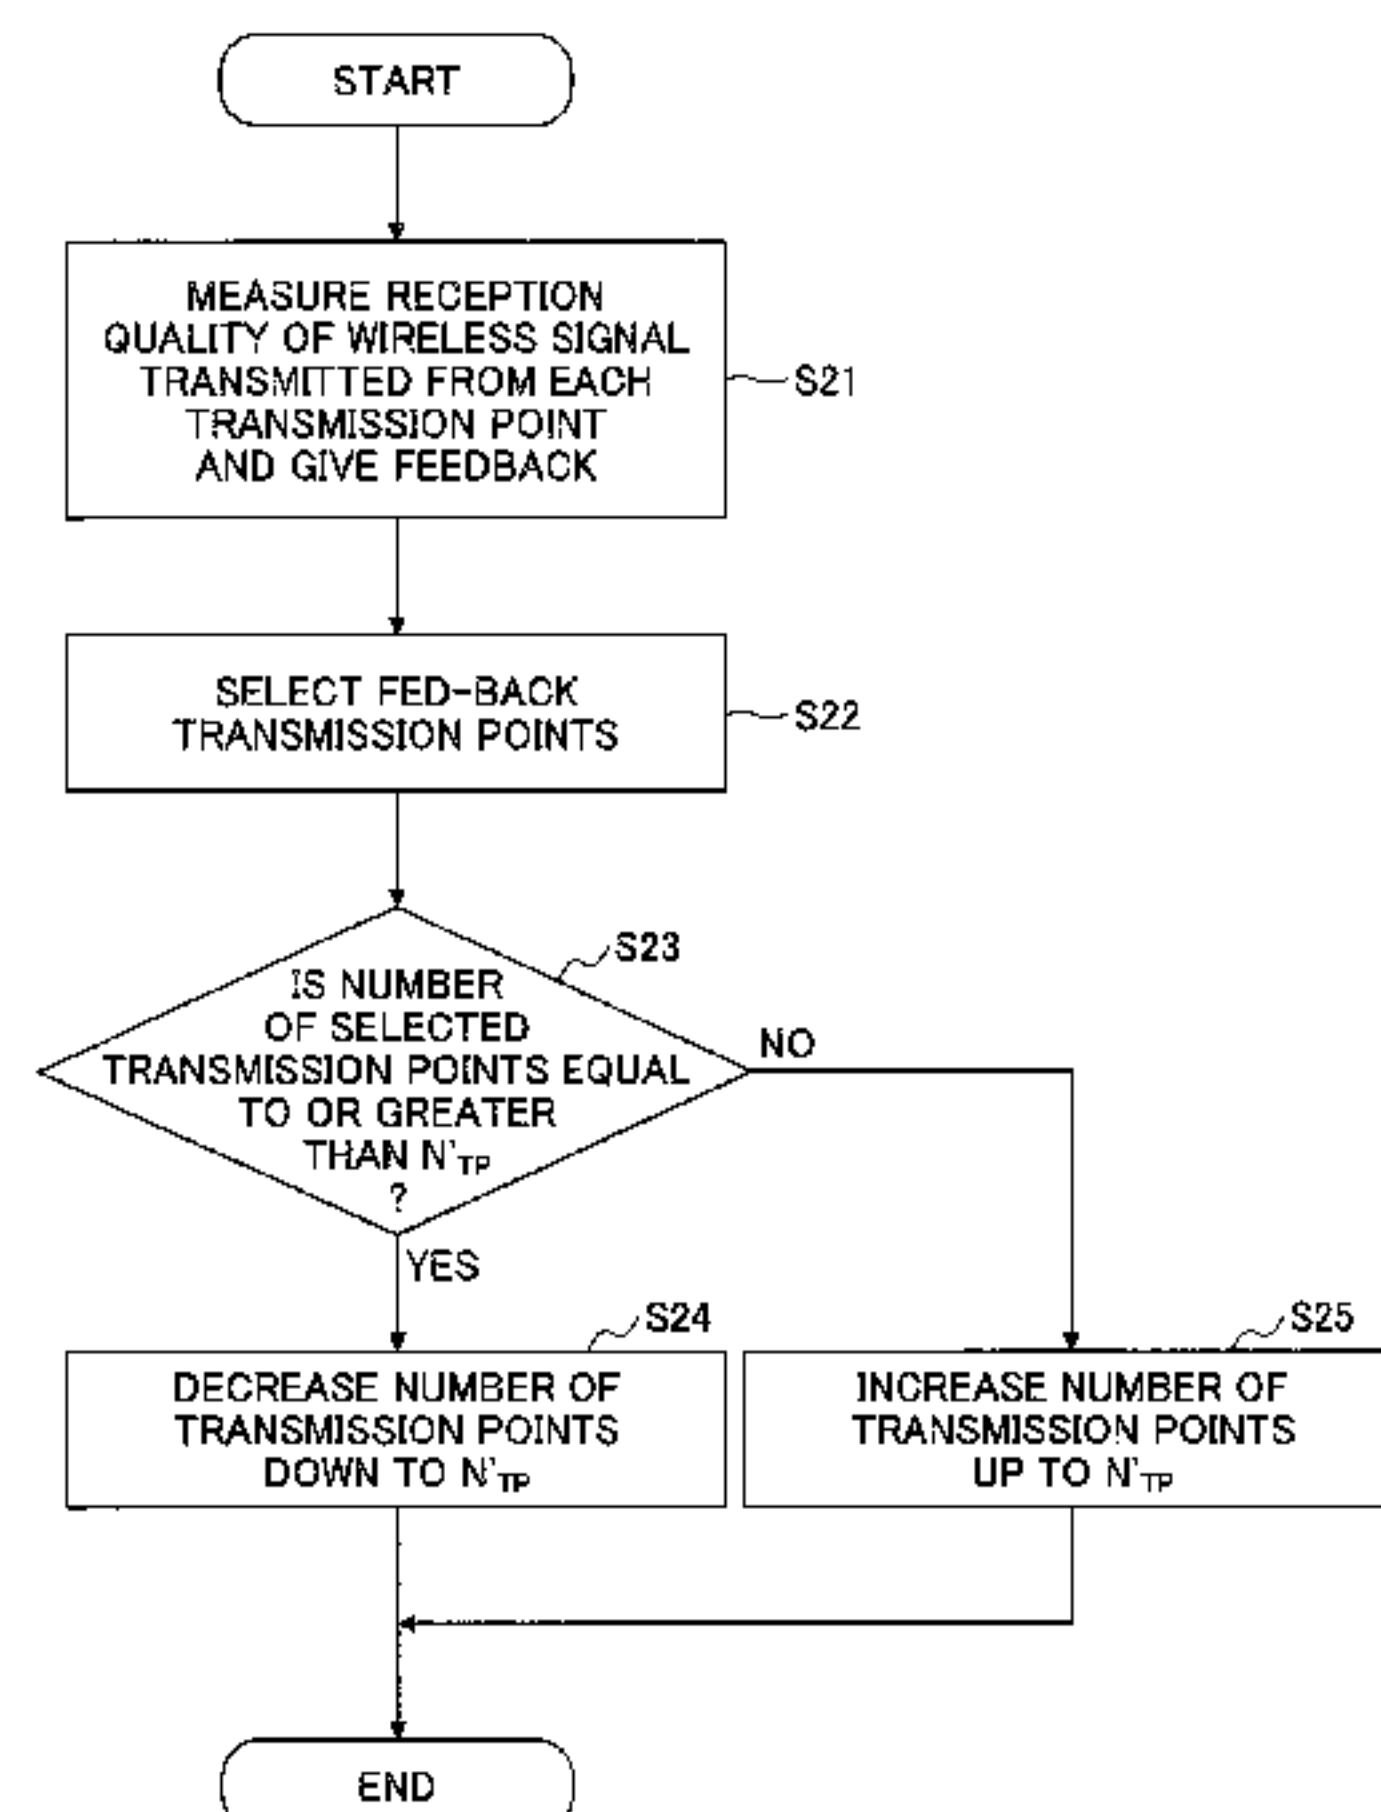 START
MEASURE RECEPTION
QUALITY OF WIRELESS SIGNAL
TRANSMITTED FROM EACH
TRANSMISSION POINT
AND GIVE FEEDBACK
S21
SELECT FED-BACK
TRANSMISSION POINTS
S22
S23
IS NUMBER
OF SELECTED
TRANSMISSION POINTS EQUAL
TO OR GREATER
THAN N'TP
?
NO
YES
S24
DECREASE NUMBER OF
TRANSMISSION POINTS
DOWN TO N'TP
S25
INCREASE NUMBER OF
TRANSMISSION POINTS
UP TO N'TP
END